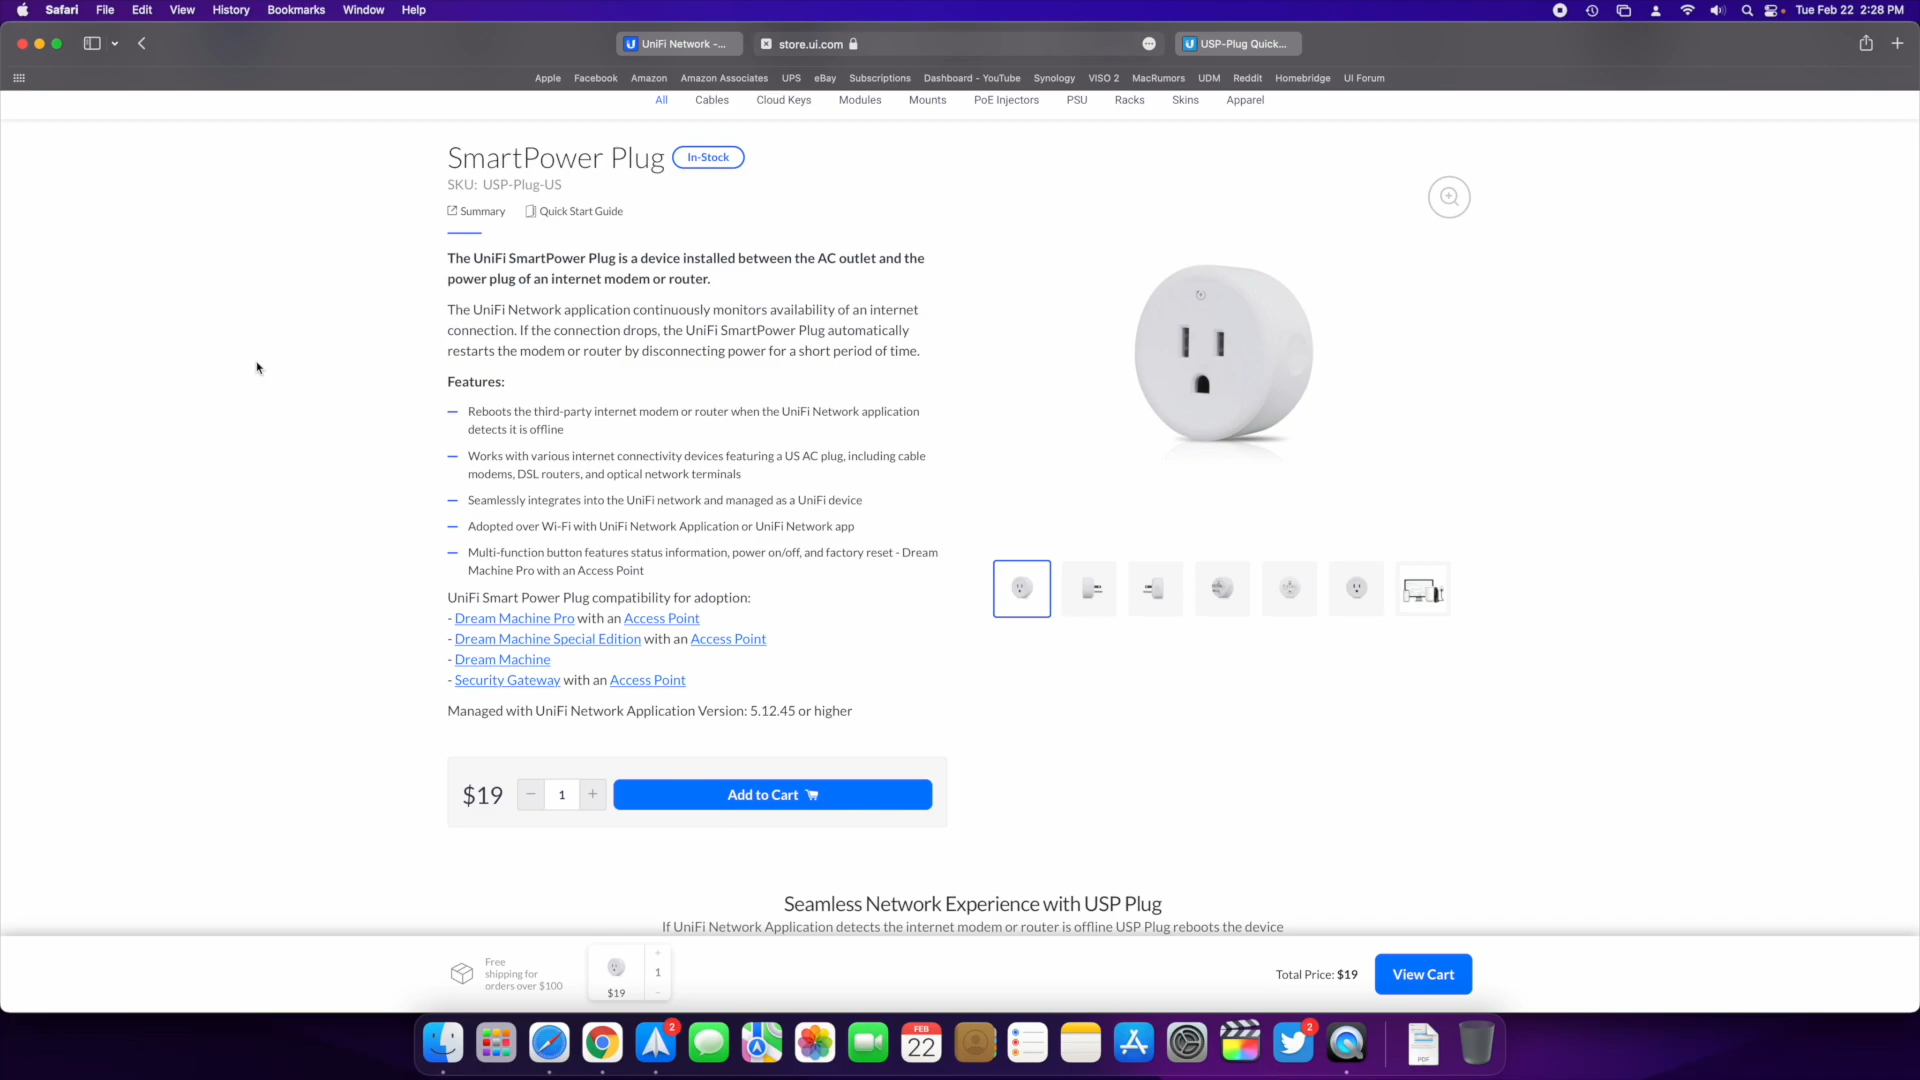 Safari File Edit View History Bookmarks Window Help
Tue Feb 22 2:28 PM
UniFi Network -...
store.ui.com
USP-Plug Quick...
Apple Facebook Amazon Amazon Associates UPS eBay Subscriptions Dashboard - YouTube Synology VISO 2 MacRumors UDM Reddit Homebridge UI Forum
All Cables Cloud Keys Modules Mounts PoE Injectors PSU Racks Skins Apparel
SmartPower Plug In-Stock
SKU: USP-Plug-US
Summary Quick Start Guide
The UniFi SmartPower Plug is a device installed between the AC outlet and the
power plug of an internet modem or router.
The UniFi Network application continuously monitors availability of an internet
connection. If the connection drops, the UniFi SmartPower Plug automatically
restarts the modem or router by disconnecting power for a short period of time.
Features:
Reboots the third-party internet modem or router when the UniFi Network application
detects it is offline
Works with various internet connectivity devices featuring a US AC plug, including cable
modems, DSL routers, and optical network terminals
Seamlessly integrates into the UniFi network and managed as a UniFi device
Adopted over Wi-Fi with UniFi Network Application or UniFi Network app
Multi-function button features status information, power on/off, and factory reset - Dream
Machine Pro with an Access Point
UniFi Smart Power Plug compatibility for adoption:
- Dream Machine Pro with an Access Point
- Dream Machine Special Edition with an Access Point
- Dream Machine
- Security Gateway with an Access Point
Managed with UniFi Network Application Version: 5.12.45 or higher
$19 − 1 + Add to Cart
Seamless Network Experience with USP Plug
If UniFi Network Application detects the internet modem or router is offline USP Plug reboots the device
Free
shipping for
orders over $100
+
1
-
$19
Total Price: $19
View Cart
2
FEB
22
2
PDF